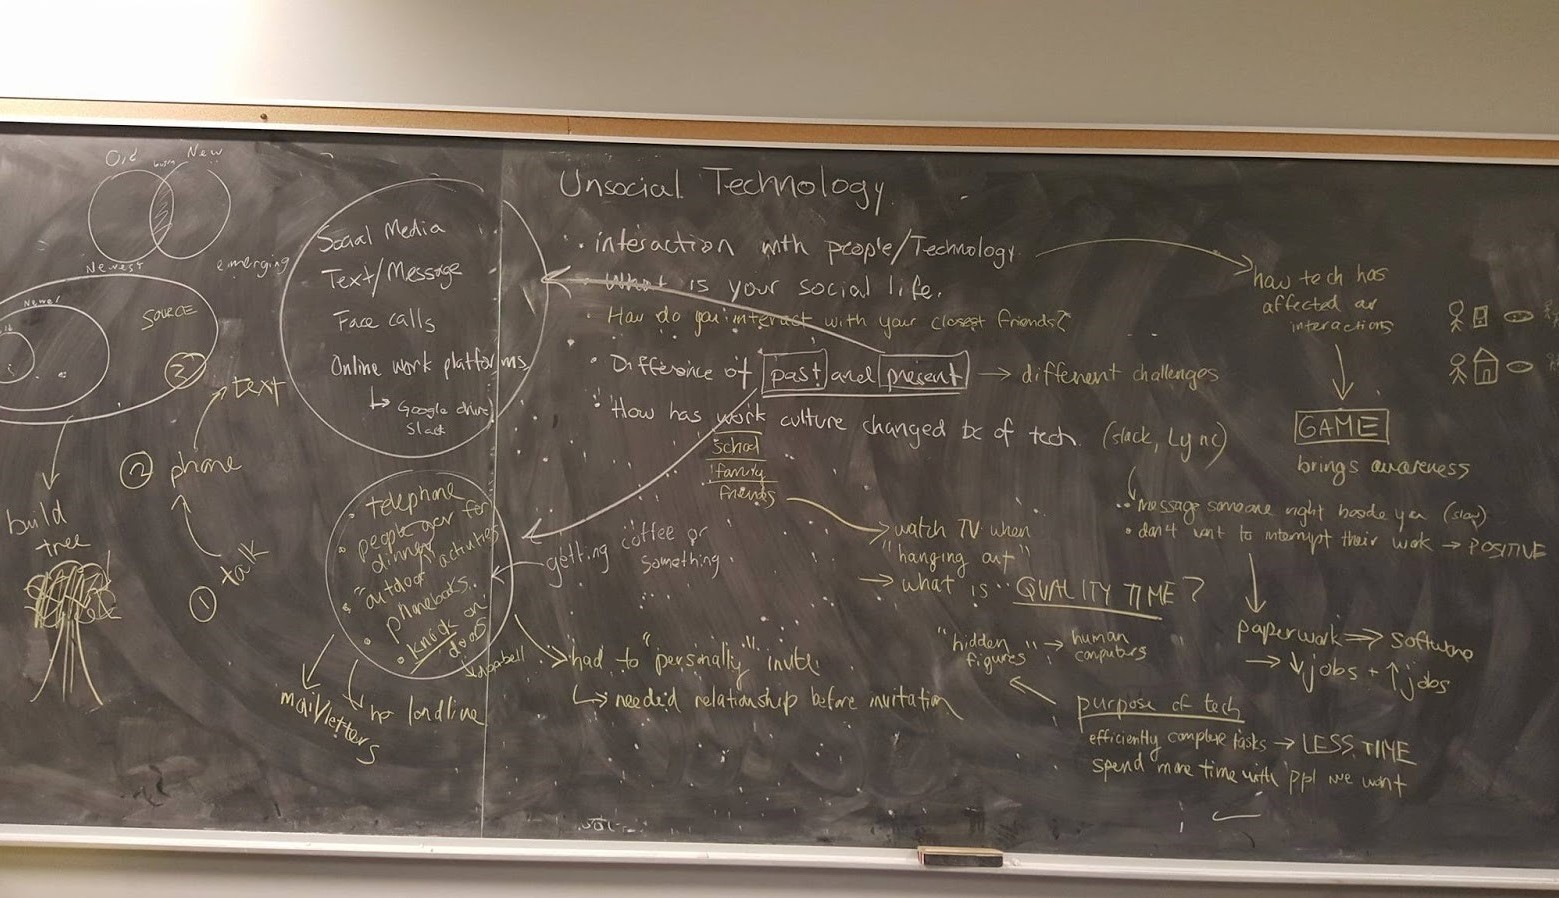 Old
New
Newest
emerging
Newer
SOURCE
3
text
2 phone
1 talk
build
tree
Social Media
Text/Message
Face calls
Online work platforms
↳ Google drive/
Slack
• telephone
• people over for
dinner
• outdoor activities
• phonebooks
• knock on
doors
mail/letters
no landline
Unsocial Technology
• interaction with people/Technology
• What is your social life.
• How do you interact with your closest friends?
• Difference of past and present → different challenges
• How has work culture changed bc of tech. (slack, Lync)
school
family
friends
getting coffee or
something
→ had to "personally" invite
↳ needed relationship before invitation
→ watch TV when
"hanging out"
→ what is QUALITY TIME?
how tech has
affected our
interactions
GAME
brings awareness
• message someone right beside you (slow)
• don't want to interrupt their work → POSITIVE
paperwork ⇒ software
→ ↓jobs + ↑jobs
"hidden
figures" → human
computers
purpose of tech
efficiently complete tasks → LESS TIME
spend more time with ppl we want